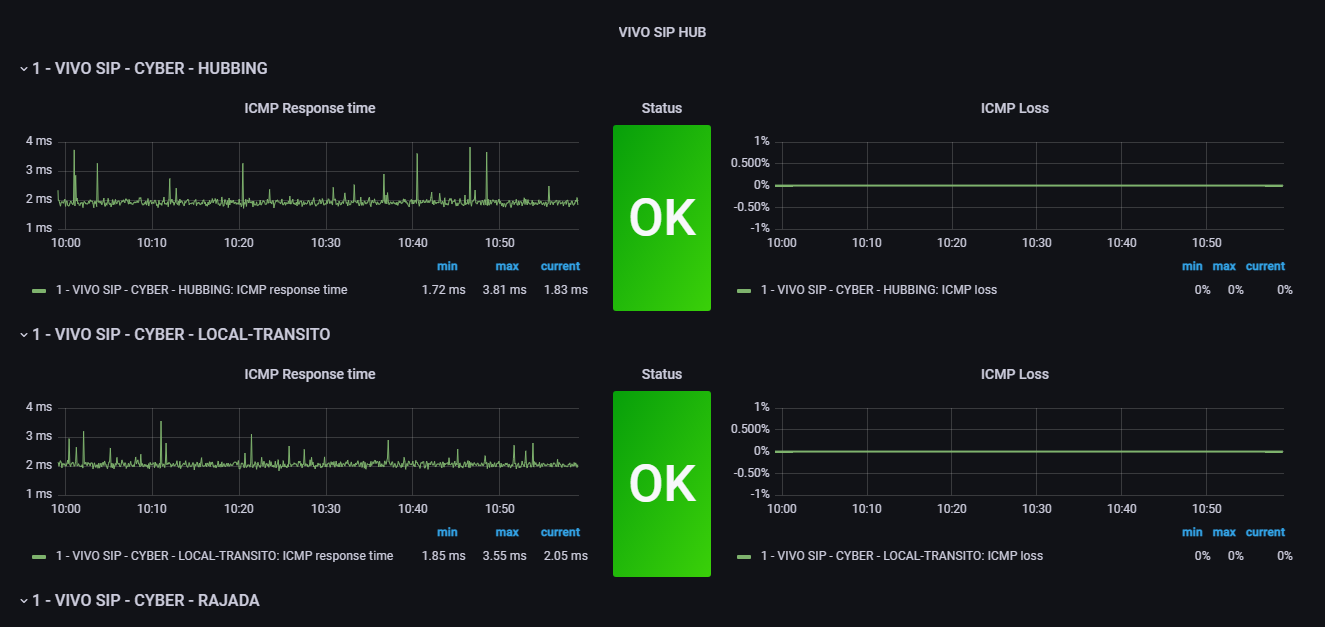 VIVO SIP HUB
1 - VIVO SIP - CYBER - HUBBING
ICMP Response time
4 ms
3 ms
2 ms
1 ms
10:00 10:10 10:20 10:30 10:40 10:50
min max current
1 - VIVO SIP - CYBER - HUBBING: ICMP response time 1.72 ms 3.81 ms 1.83 ms
Status
OK
ICMP Loss
1%
0.500%
0%
-0.50%
-1%
10:00 10:10 10:20 10:30 10:40 10:50
min max current
1 - VIVO SIP - CYBER - HUBBING: ICMP loss 0% 0% 0%
1 - VIVO SIP - CYBER - LOCAL-TRANSITO
ICMP Response time
4 ms
3 ms
2 ms
1 ms
10:00 10:10 10:20 10:30 10:40 10:50
min max current
1 - VIVO SIP - CYBER - LOCAL-TRANSITO: ICMP response time 1.85 ms 3.55 ms 2.05 ms
Status
OK
ICMP Loss
1%
0.500%
0%
-0.50%
-1%
10:00 10:10 10:20 10:30 10:40 10:50
min max current
1 - VIVO SIP - CYBER - LOCAL-TRANSITO: ICMP loss 0% 0% 0%
1 - VIVO SIP - CYBER - RAJADA